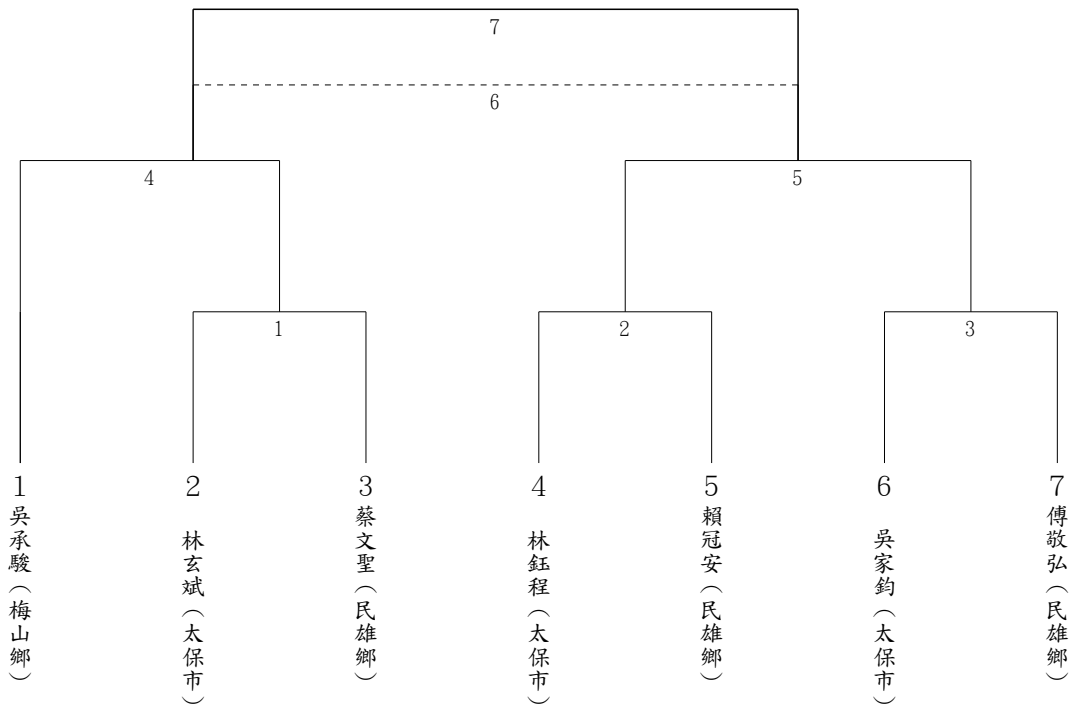 7
6
4
5
1
2
3
1
2
3
4
5
6
7
吳承駿（梅山鄉）
林玄斌（太保市）
蔡文聖（民雄鄉）
林鈺程（太保市）
賴冠安（民雄鄉）
吳家鈞（太保市）
傅敬弘（民雄鄉）